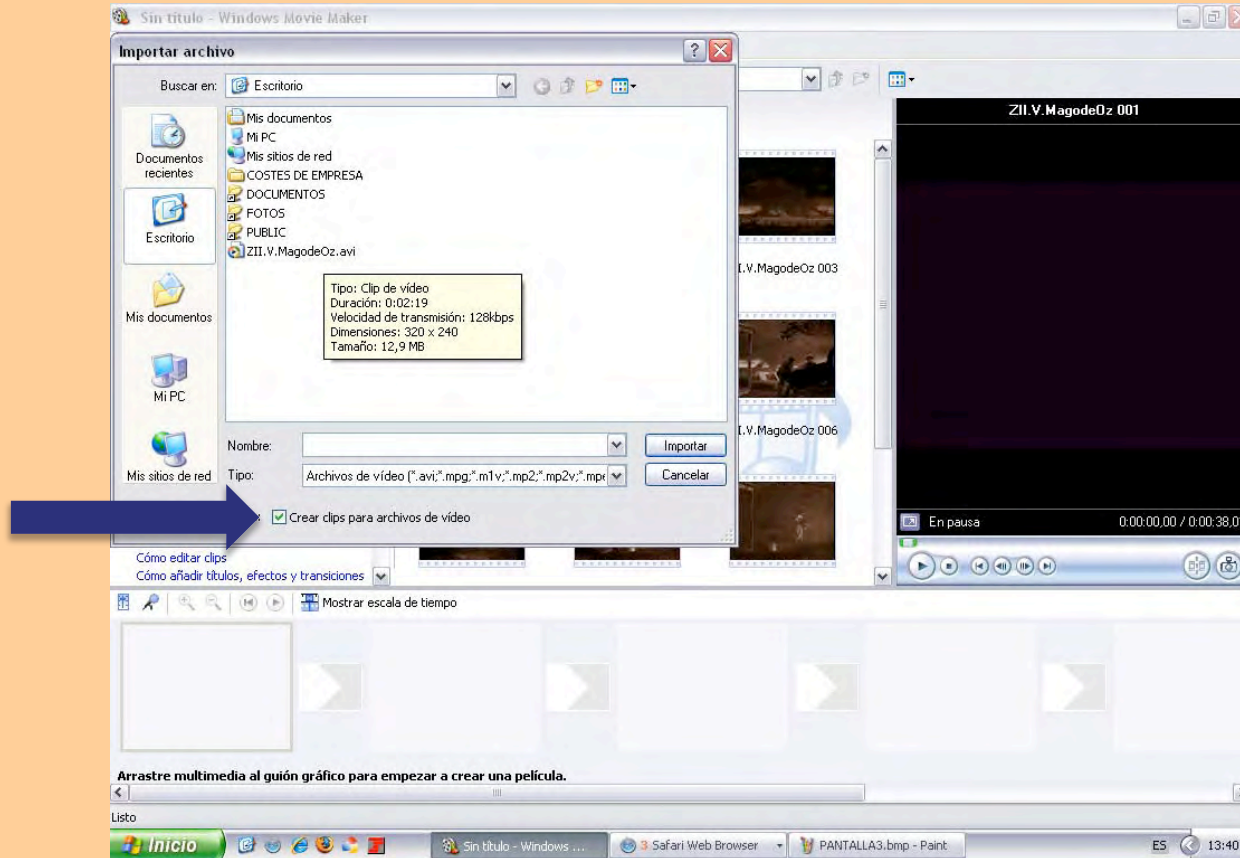 Sin título - Windows Movie Maker
Importar archivo
Buscar en:
Escritorio
Documentos recientes
Escritorio
Mis documentos
Mi PC
Mis sitios de red
Mis documentos
Mi PC
Mis sitios de red
COSTES DE EMPRESA
DOCUMENTOS
FOTOS
PUBLIC
ZII.V.MagodeOz.avi
Tipo: Clip de vídeo
Duración: 0:02:19
Velocidad de transmisión: 128kbps
Dimensiones: 320 x 240
Tamaño: 12,9 MB
Nombre:
Importar
Tipo:
Archivos de vídeo (*.avi;*.mpg;*.m1v;*.mp2;*.mp2v;*.mpe
Cancelar
Crear clips para archivos de vídeo
I.V.MagodeOz 003
I.V.MagodeOz 006
ZII.V.MagodeOz 001
En pausa
0:00:00,00 / 0:00:38,0
Cómo editar clips
Cómo añadir títulos, efectos y transiciones
Mostrar escala de tiempo
Arrastre multimedia al guión gráfico para empezar a crear una película.
Listo
Inicio
Sin título - Windows ...
3 Safari Web Browser
PANTALLA3.bmp - Paint
ES
13:40